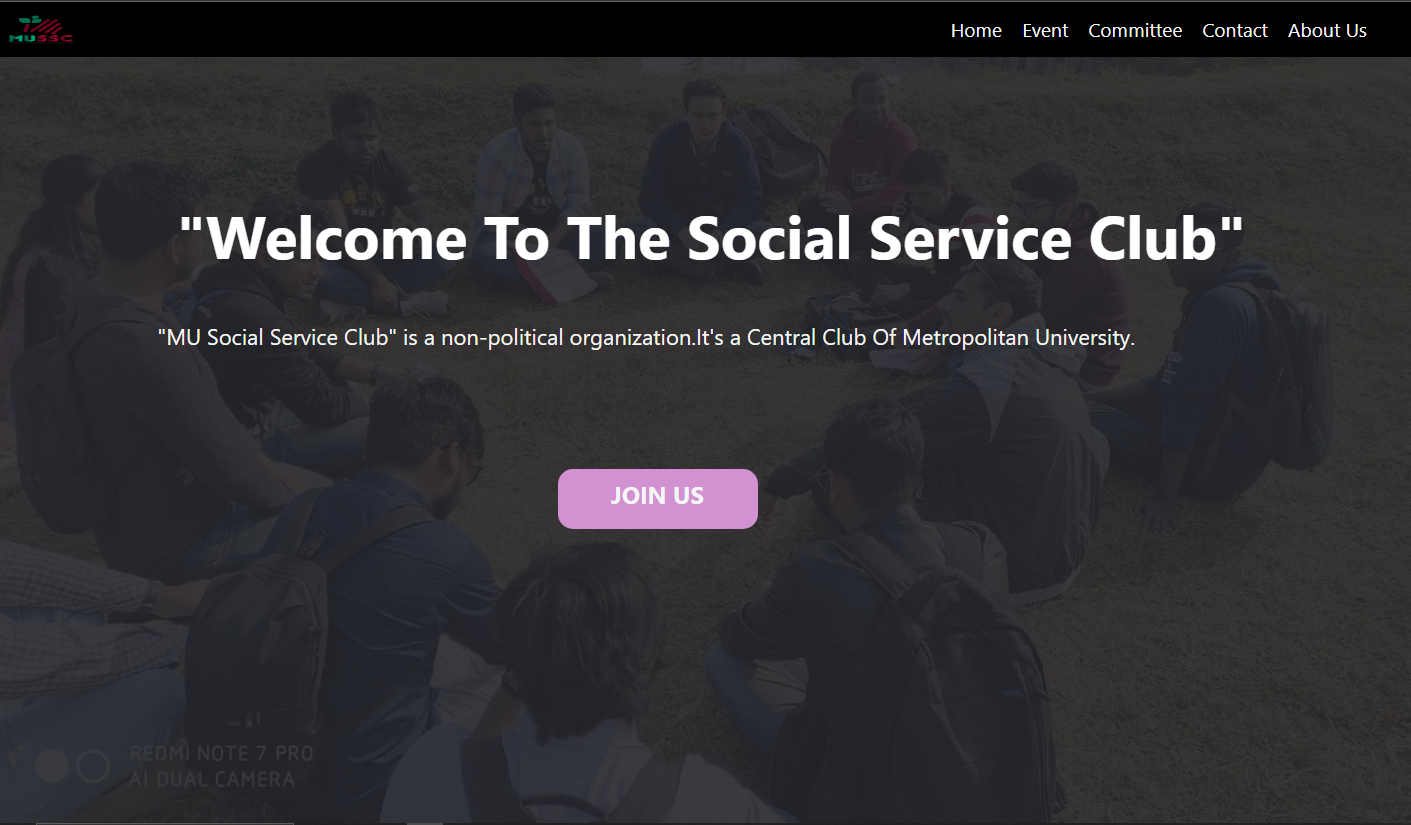 MUSSC
Home Event Committee Contact About Us
"Welcome To The Social Service Club"
"MU Social Service Club" is a non-political organization.It's a Central Club Of Metropolitan University.
JOIN US
REDMI NOTE 7 PRO
AI DUAL CAMERA